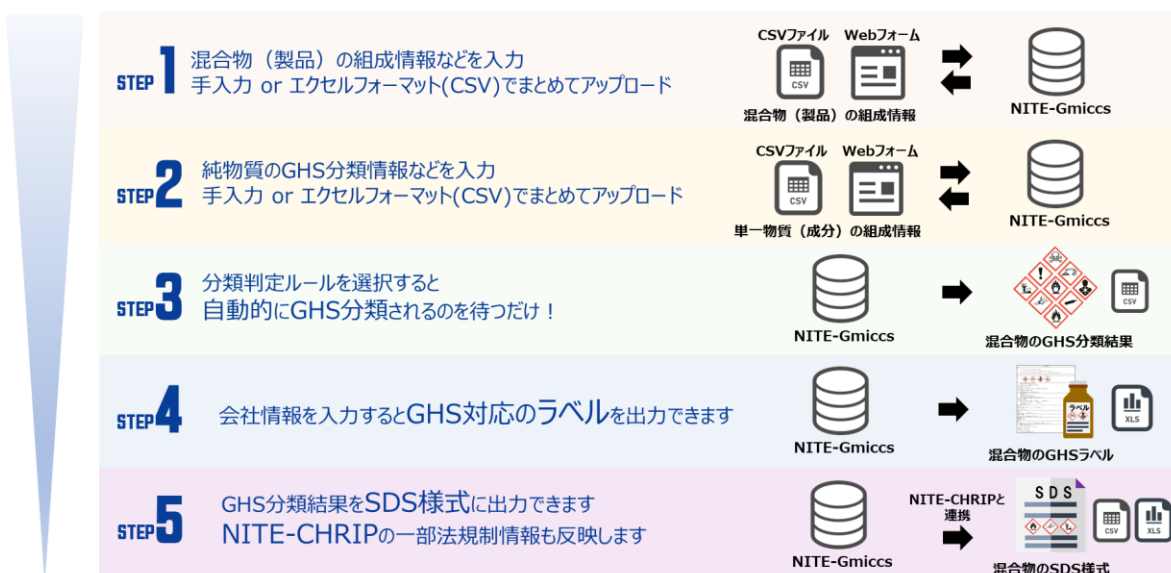 STEP 1
混合物（製品）の組成情報などを入力
手入力 or エクセルフォーマット(CSV)でまとめてアップロード
CSVファイル Webフォーム
CSV
混合物（製品）の組成情報
NITE-Gmiccs
STEP 2
純物質のGHS分類情報などを入力
手入力 or エクセルフォーマット(CSV)でまとめてアップロード
CSVファイル Webフォーム
CSV
単一物質（成分）の組成情報
NITE-Gmiccs
STEP 3
分類判定ルールを選択すると
自動的にGHS分類されるのを待つだけ！
NITE-Gmiccs
CSV
混合物のGHS分類結果
STEP 4
会社情報を入力するとGHS対応のラベルを出力できます
NITE-Gmiccs
ラベル
XLS
混合物のGHSラベル
STEP 5
GHS分類結果をSDS様式に出力できます
NITE-CHRIPの一部法規制情報も反映します
NITE-Gmiccs
NITE-CHRIPと
連携
SDS
CSV
XLS
混合物のSDS様式